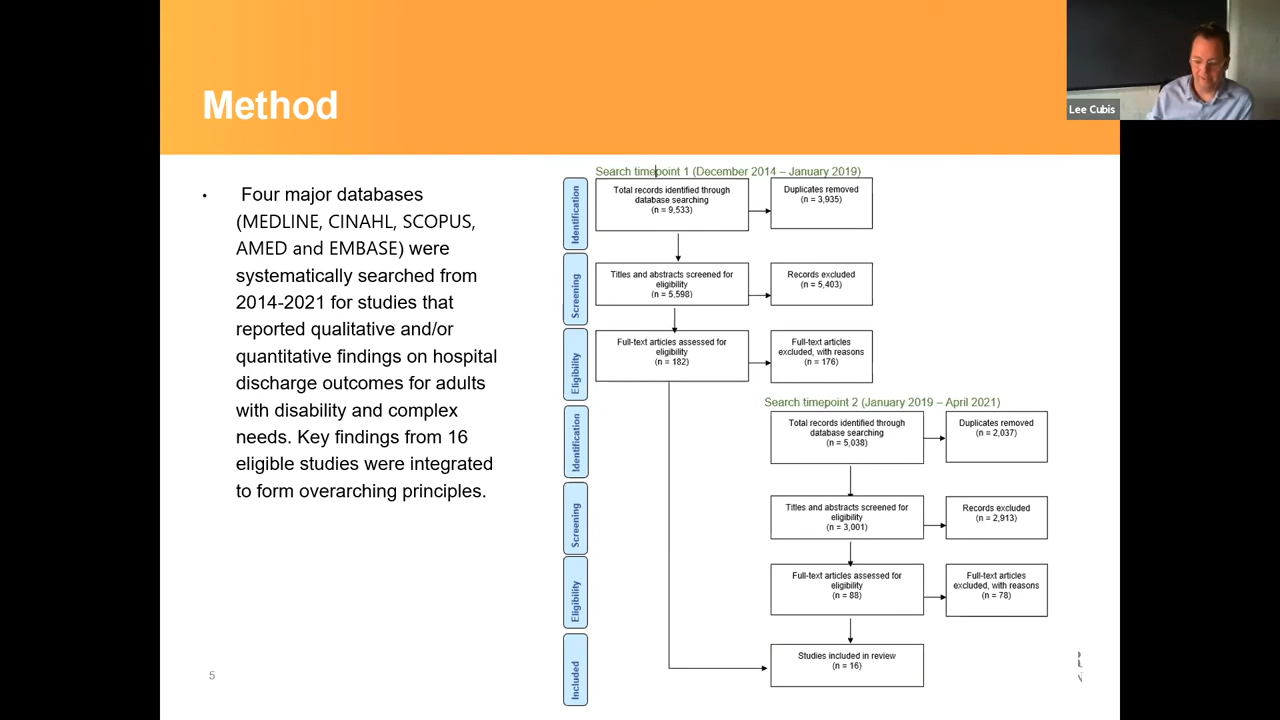 Method
Lee Cubis
• Four major databases
(MEDLINE, CINAHL, SCOPUS,
AMED and EMBASE) were
systematically searched from
2014-2021 for studies that
reported qualitative and/or
quantitative findings on hospital
discharge outcomes for adults
with disability and complex
needs. Key findings from 16
eligible studies were integrated
to form overarching principles.
Search timepoint 1 (December 2014 – January 2019)
Identification
Total records identified through
database searching
(n = 9,533)
Duplicates removed
(n = 3,935)
Screening
Titles and abstracts screened for
eligibility
(n = 5,598)
Records excluded
(n = 5,403)
Eligibility
Full-text articles assessed for
eligibility
(n = 182)
Full-text articles
excluded, with reasons
(n = 176)
Search timepoint 2 (January 2019 – April 2021)
Identification
Total records identified through
database searching
(n = 5,038)
Duplicates removed
(n = 2,037)
Screening
Titles and abstracts screened for
eligibility
(n = 3,001)
Records excluded
(n = 2,913)
Eligibility
Full-text articles assessed for
eligibility
(n = 88)
Full-text articles
excluded, with reasons
(n = 78)
Included
Studies included in review
(n = 16)
5